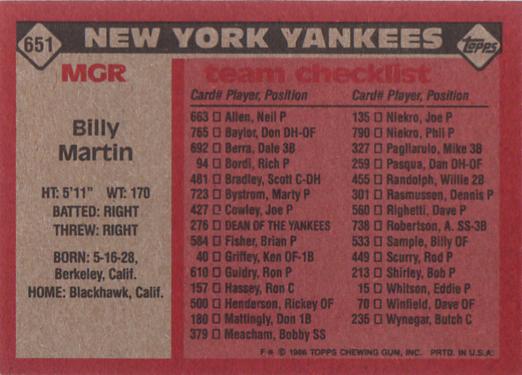 651 NEW YORK YANKEES Topps
MGR
Billy
Martin
HT: 5'11" WT: 170
BATTED: RIGHT
THREW: RIGHT
BORN: 5-16-28,
Berkeley, Calif.
HOME: Blackhawk, Calif.
team checklist
Card# Player, Position
663 ☐ Allen, Neil P
765 ☐ Baylor, Don DH-OF
692 ☐ Berra, Dale 3B
94 ☐ Bordi, Rich P
481 ☐ Bradley, Scott C-DH
723 ☐ Bystrom, Marty P
427 ☐ Cowley, Joe P
276 ☐ DEAN OF THE YANKEES
584 ☐ Fisher, Brian P
40 ☐ Griffey, Ken OF-1B
610 ☐ Guidry, Ron P
157 ☐ Hassey, Ron C
500 ☐ Henderson, Rickey OF
180 ☐ Mattingly, Don 1B
379 ☐ Meacham, Bobby SS
Card# Player, Position
135 ☐ Niekro, Joe P
790 ☐ Niekro, Phil P
327 ☐ Pagliarulo, Mike 3B
259 ☐ Pasqua, Dan OF-DH
455 ☐ Randolph, Willie 2B
301 ☐ Rasmussen, Dennis P
560 ☐ Righetti, Dave P
738 ☐ Robertson, A. SS-3B
533 ☐ Sample, Billy OF
449 ☐ Scurry, Rod P
213 ☐ Shirley, Bob P
15 ☐ Whitson, Eddie P
70 ☐ Winfield, Dave OF
235 ☐ Wynegar, Butch C
F* © 1986 TOPPS CHEWING GUM, INC. PRTD. IN U.S.A.